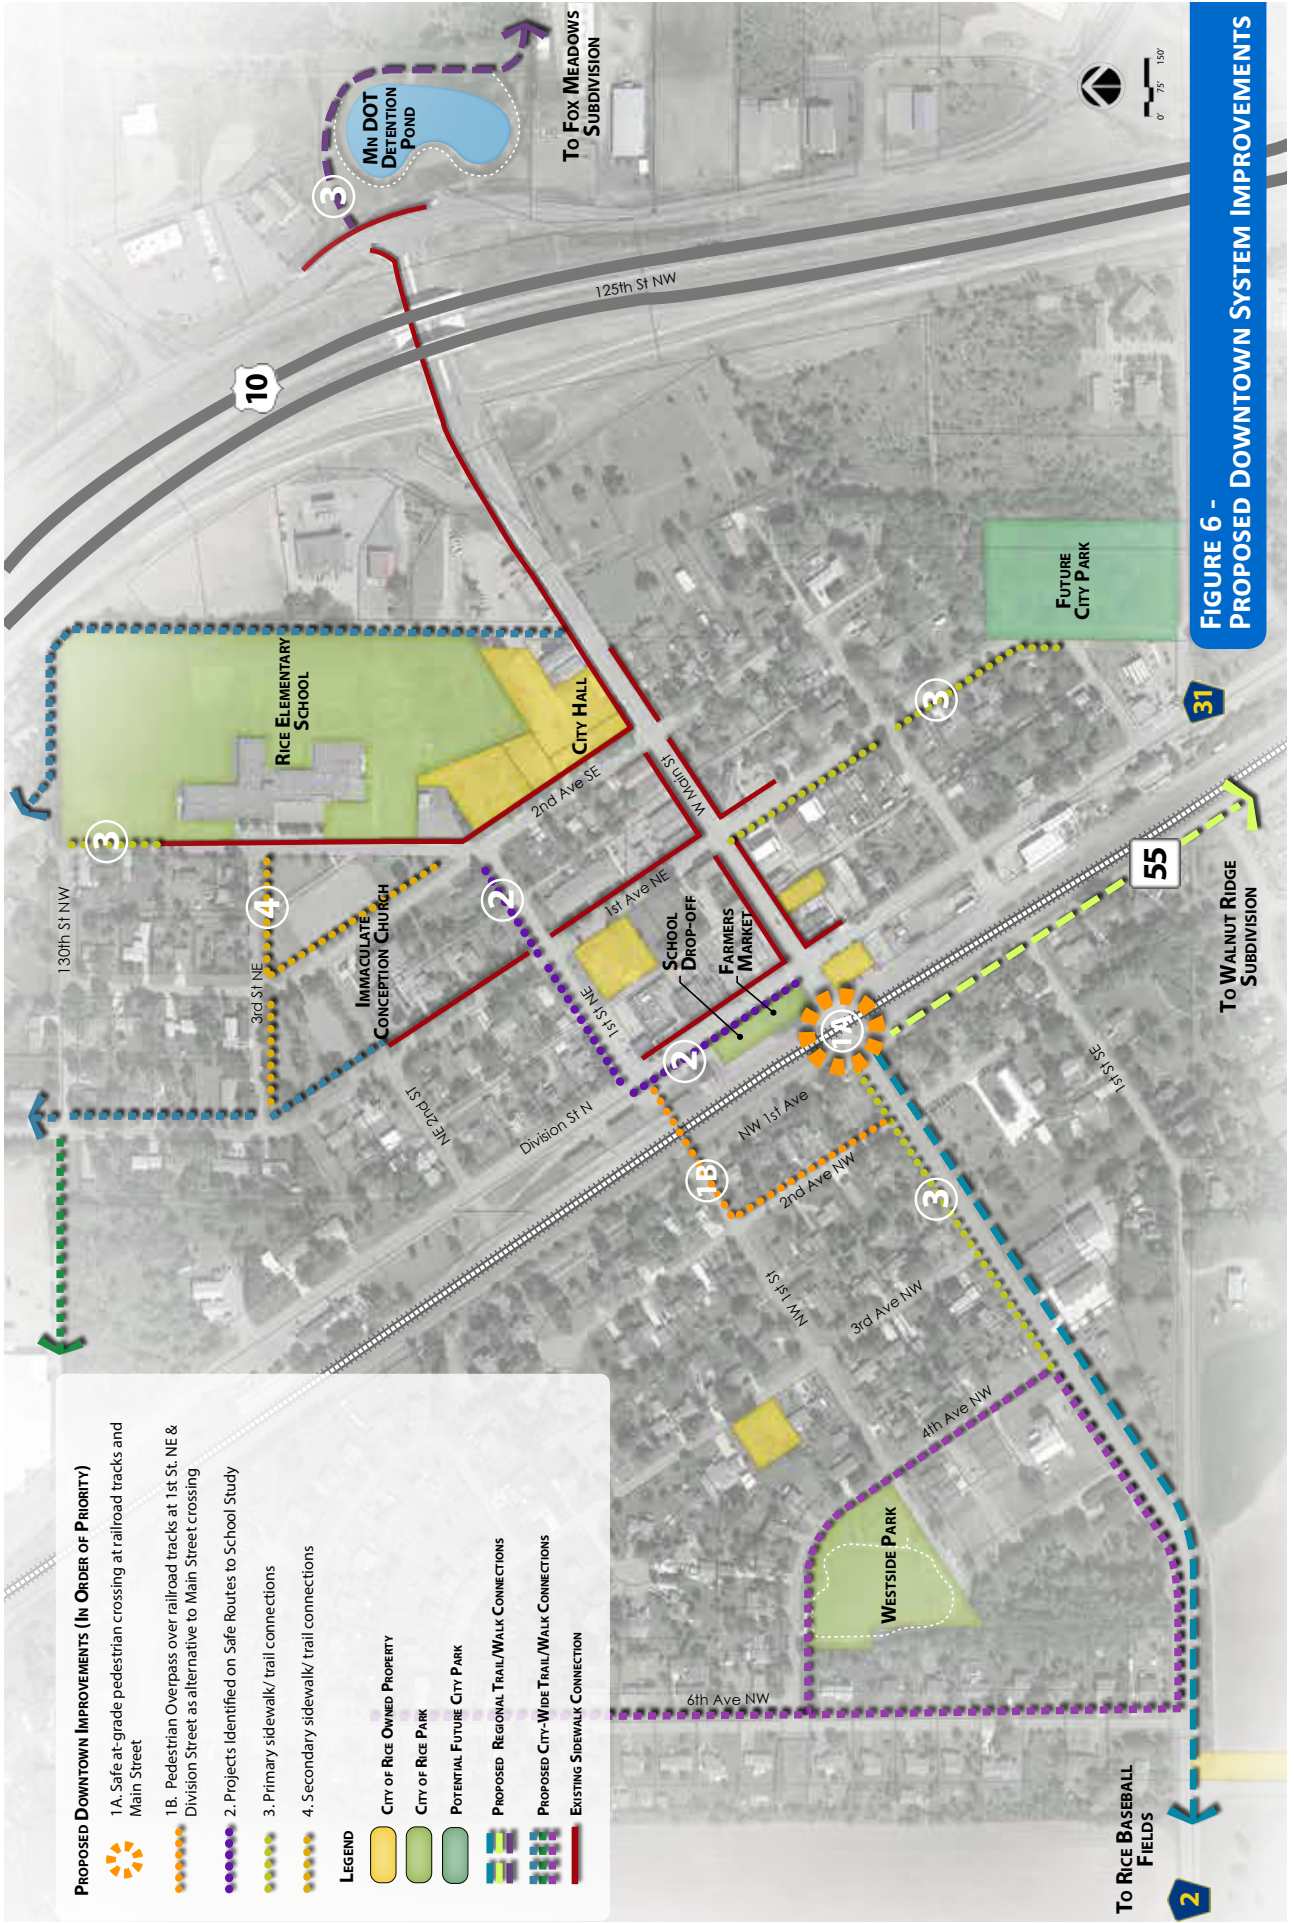 FIGURE 6 -
PROPOSED DOWNTOWN SYSTEM IMPROVEMENTS
PROPOSED DOWNTOWN IMPROVEMENTS (IN ORDER OF PRIORITY)
1A. Safe at-grade pedestrian crossing at railroad tracks and
Main Street
1B. Pedestrian Overpass over railroad tracks at 1st St. NE &
Division Street as alternative to Main Street crossing
2. Projects Identified on Safe Routes to School Study
3. Primary sidewalk/ trail connections
4. Secondary sidewalk/ trail connections
LEGEND
CITY OF RICE OWNED PROPERTY
CITY OF RICE PARK
POTENTIAL FUTURE CITY PARK
PROPOSED REGIONAL TRAIL/WALK CONNECTIONS
PROPOSED CITY-WIDE TRAIL/WALK CONNECTIONS
EXISTING SIDEWALK CONNECTION
130th St NW
3rd St NE
IMMACULATE
CONCEPTION CHURCH
RICE ELEMENTARY
SCHOOL
CITY HALL
2nd Ave SE
W Main St
1st Ave NE
SCHOOL
DROP-OFF
FARMERS
MARKET
1st St NE
NE 2nd ST
Division St N
NW 1st Ave
2nd Ave NW
NW 1st St
3rd Ave NW
4th Ave NW
6th Ave NW
WESTSIDE PARK
1st St SE
125th St NW
MN DOT
DETENTION
POND
TO FOX MEADOWS
SUBDIVISION
FUTURE
CITY PARK
TO WALNUT RIDGE
SUBDIVISION
TO RICE BASEBALL
FIELDS
10
55
31
2
1A
1B
2
2
3
3
3
3
4
0' 75' 150'